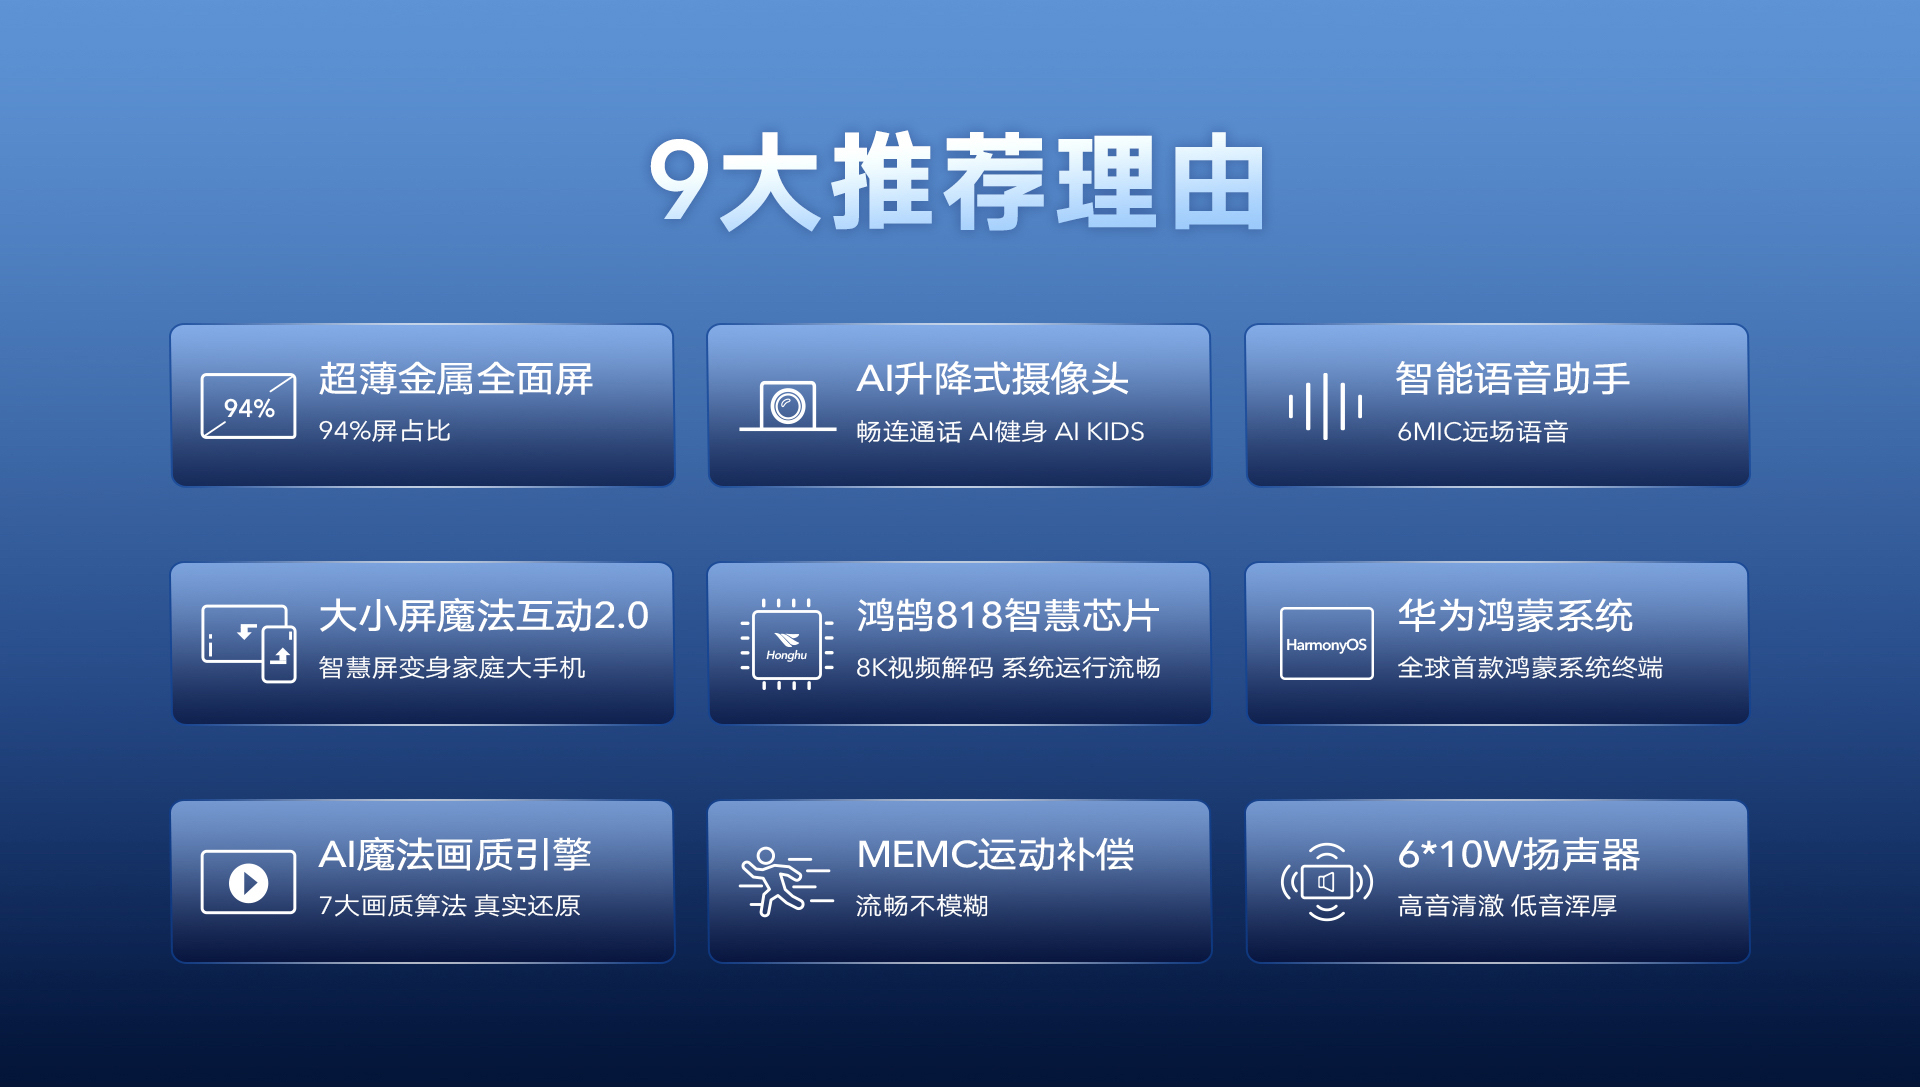 9大推荐理由
94%
超薄金属全面屏
94%屏占比
AI升降式摄像头
畅连通话 AI健身 AI KIDS
智能语音助手
6MIC远场语音
大小屏魔法互动2.0
智慧屏变身家庭大手机
Honghu
鸿鹄818智慧芯片
8K视频解码 系统运行流畅
HarmonyOS
华为鸿蒙系统
全球首款鸿蒙系统终端
AI魔法画质引擎
7大画质算法 真实还原
MEMC运动补偿
流畅不模糊
6*10W扬声器
高音清澈 低音浑厚